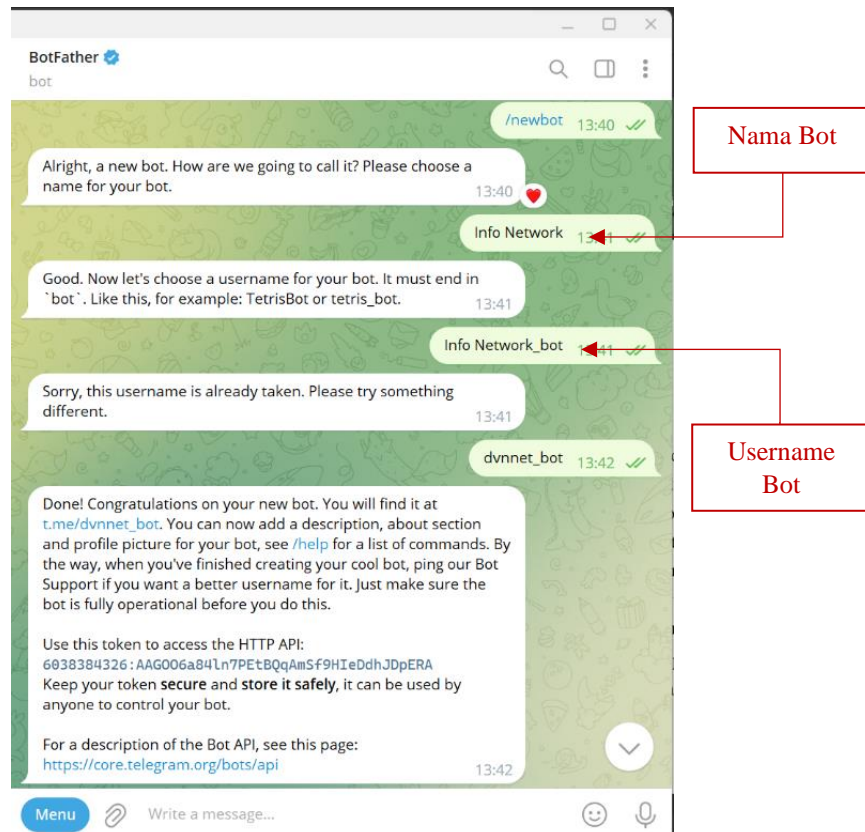 BotFather
bot
/newbot 13:40
Nama Bot
Alright, a new bot. How are we going to call it? Please choose a
name for your bot.
13:40
Info Network
Good. Now let's choose a username for your bot. It must end in
`bot`. Like this, for example: TetrisBot or tetris_bot.
13:41
Info Network_bot
Sorry, this username is already taken. Please try something
different.
13:41
Username
Bot
dvnnet_bot 13:42
Done! Congratulations on your new bot. You will find it at
t.me/dvnnet_bot. You can now add a description, about section
and profile picture for your bot, see /help for a list of commands. By
the way, when you've finished creating your cool bot, ping our Bot
Support if you want a better username for it. Just make sure the
bot is fully operational before you do this.
Use this token to access the HTTP API:
6038384326:AAGOO6a84ln7PEtBQqAmSf9HIeDdhJDpERA
Keep your token secure and store it safely, it can be used by
anyone to control your bot.
For a description of the Bot API, see this page:
https://core.telegram.org/bots/api
13:42
Menu
Write a message...